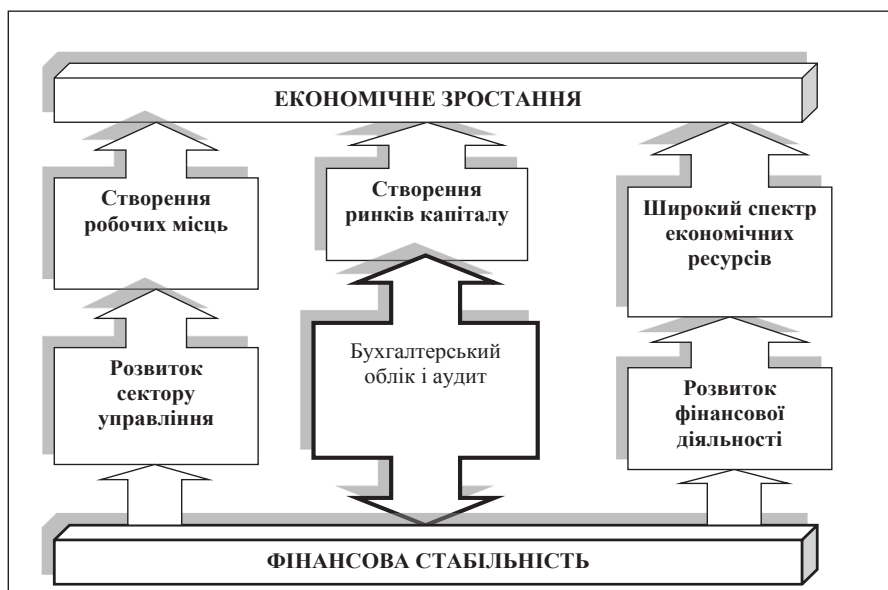 ЕКОНОМІЧНЕ ЗРОСТАННЯ
Створення
робочих місць
Створення
ринків капіталу
Широкий спектр
економічних
ресурсів
Розвиток
сектору
управління
Бухгалтерський
облік і аудит
Розвиток
фінансової
діяльності
ФІНАНСОВА СТАБІЛЬНІСТЬ